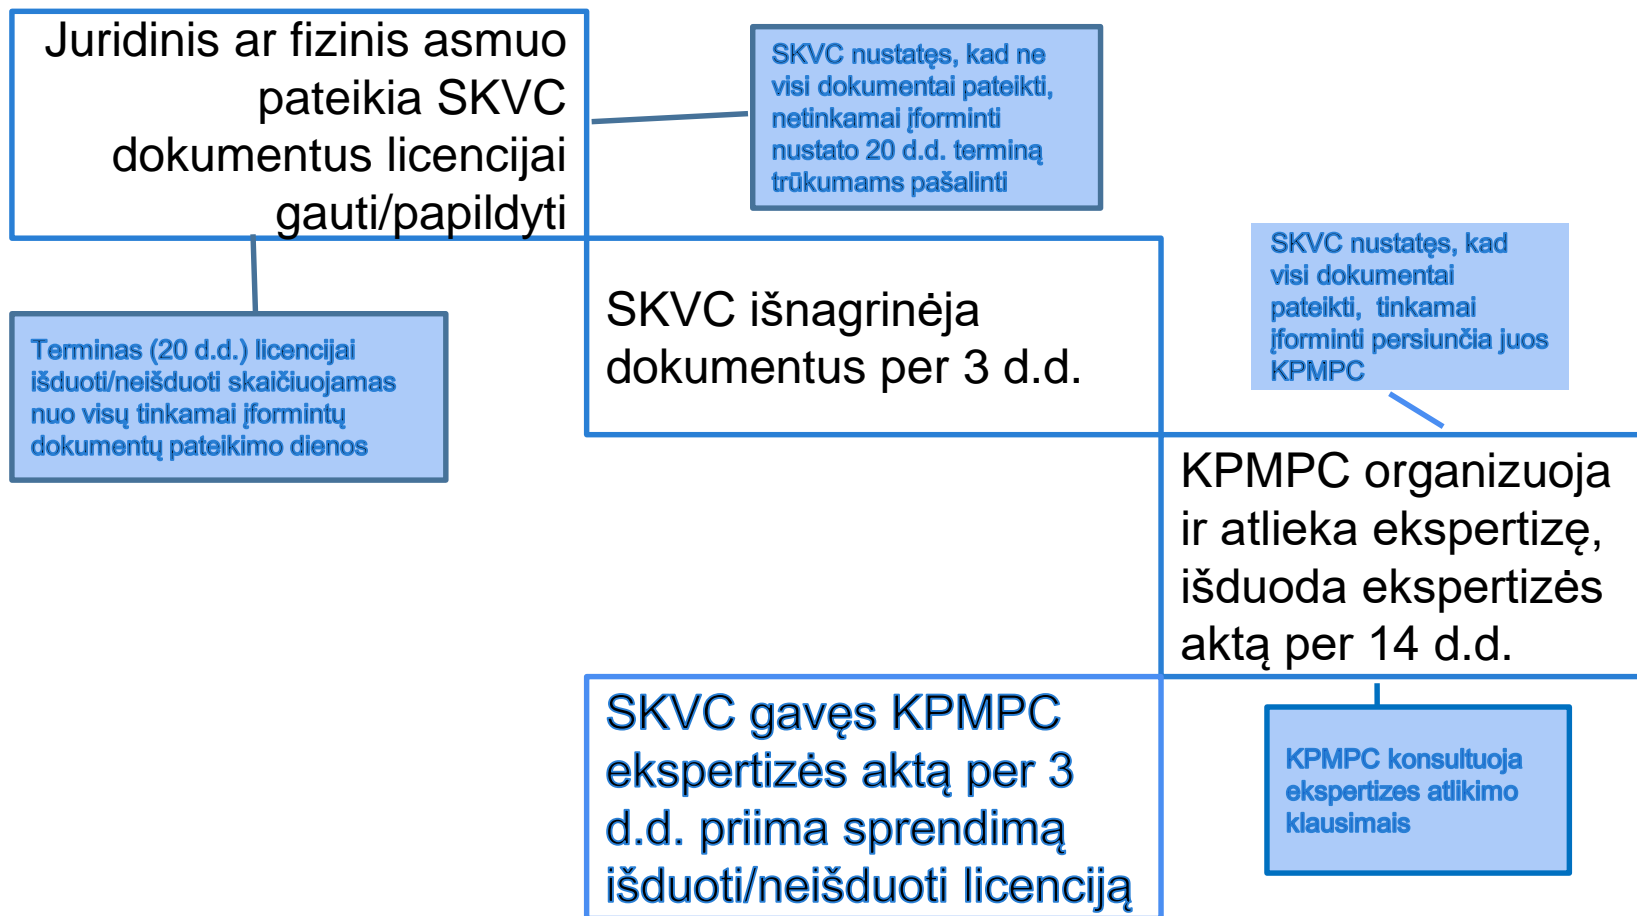 Juridinis ar fizinis asmuo
pateikia SKVC
dokumentus licencijai
gauti/papildyti
SKVC nustatęs, kad ne
visi dokumentai pateikti,
netinkamai įforminti
nustato 20 d.d. terminą
trūkumams pašalinti
Terminas (20 d.d.) licencijai
išduoti/neišduoti skaičiuojamas
nuo visų tinkamai įformintų
dokumentų pateikimo dienos
SKVC išnagrinėja
dokumentus per 3 d.d.
SKVC nustatęs, kad
visi dokumentai
pateikti, tinkamai
įforminti persiunčia juos
KPMPC
KPMPC organizuoja
ir atlieka ekspertizę,
išduoda ekspertizės
aktą per 14 d.d.
KPMPC konsultuoja
ekspertizes atlikimo
klausimais
SKVC gavęs KPMPC
ekspertizės aktą per 3
d.d. priima sprendimą
išduoti/neišduoti licenciją